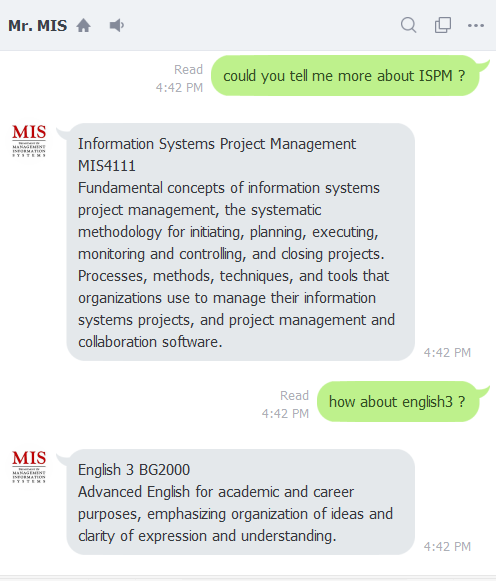 Mr. MIS
could you tell me more about ISPM ?
Read
4:42 PM
MIS
Department of
MANAGEMENT
INFORMATION
SYSTEMS
Information Systems Project Management
MIS4111
Fundamental concepts of information systems
project management, the systematic
methodology for initiating, planning, executing,
monitoring and controlling, and closing projects.
Processes, methods, techniques, and tools that
organizations use to manage their information
systems projects, and project management and
collaboration software.
4:42 PM
how about english3 ?
Read
4:42 PM
MIS
Department of
MANAGEMENT
INFORMATION
SYSTEMS
English 3 BG2000
Advanced English for academic and career
purposes, emphasizing organization of ideas and
clarity of expression and understanding.
4:42 PM